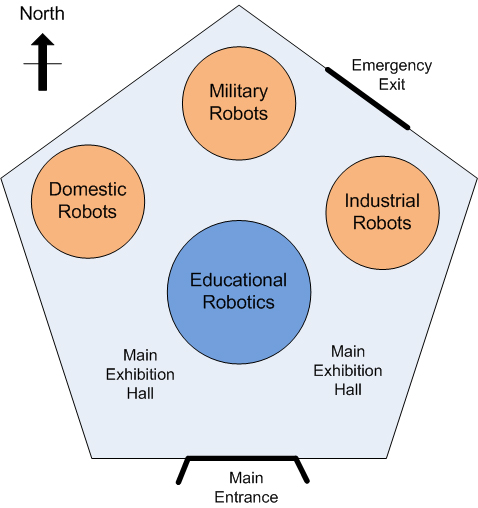 North
Emergency
Exit
Military
Robots
Domestic
Robots
Industrial
Robots
Educational
Robotics
Main
Exhibition
Hall
Main
Exhibition
Hall
Main
Entrance